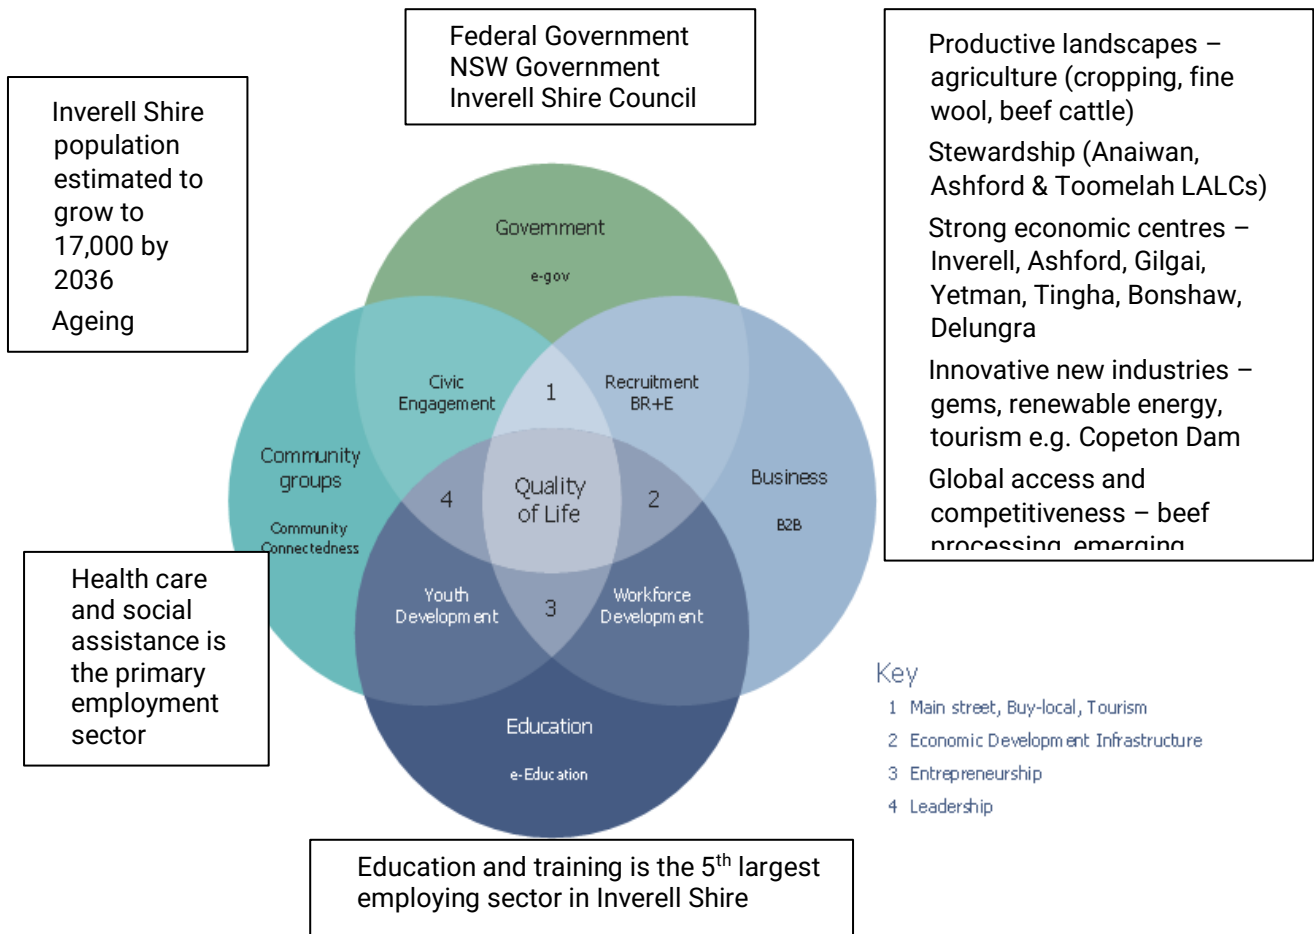 Federal Government
NSW Government
Inverell Shire Council
Inverell Shire
population
estimated to
grow to
17,000 by
2036
Ageing
Productive landscapes –
agriculture (cropping, fine
wool, beef cattle)
Stewardship (Anaiwan,
Ashford & Toomelah LALCs)
Strong economic centres –
Inverell, Ashford, Gilgai,
Yetman, Tingha, Bonshaw,
Delungra
Innovative new industries –
gems, renewable energy,
tourism e.g. Copeton Dam
Global access and
competitiveness – beef
processing, emerging
Government
e-gov
Civic
Engagement
1
Recruitment
BR+E
Community
groups
Community
Connectedness
4
Quality
of Life
2
Business
B2B
Youth
Development
3
Workforce
Development
Education
e-Education
Health care
and social
assistance is
the primary
employment
sector
Key
1 Main street, Buy-local, Tourism
2 Economic Development Infrastructure
3 Entrepreneurship
4 Leadership
Education and training is the 5th largest
employing sector in Inverell Shire